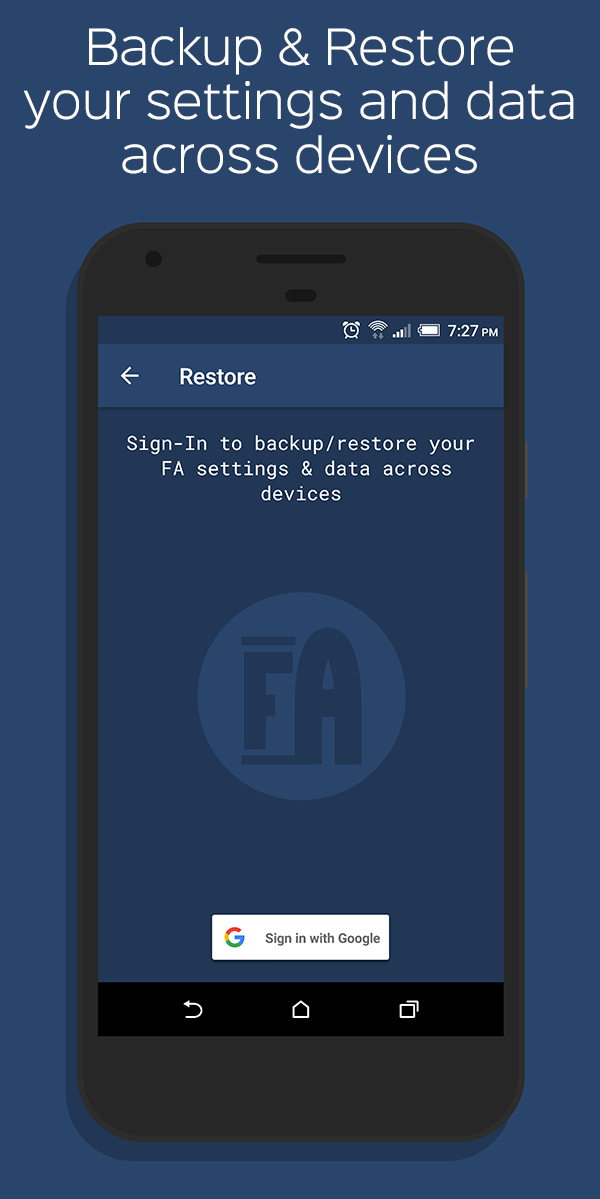 Backup & Restore
your settings and data
across devices
7:27 PM
Restore
Sign-In to backup/restore your
FA settings & data across
devices
FA
Sign in with Google